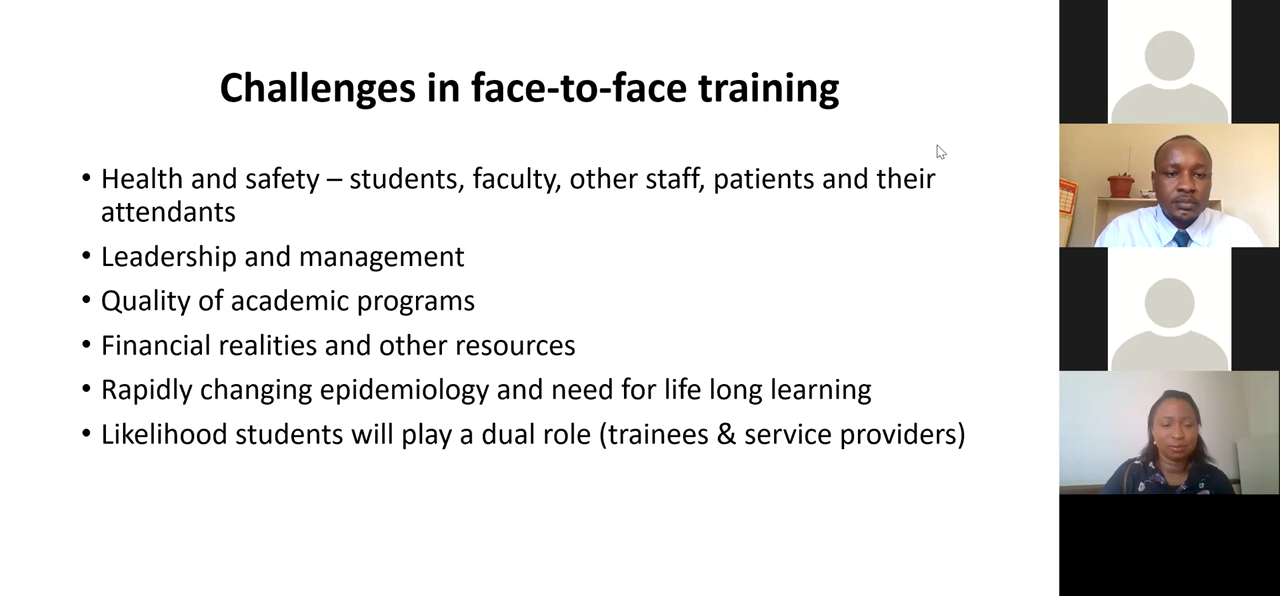 Challenges in face-to-face training
• Health and safety – students, faculty, other staff, patients and their
attendants
• Leadership and management
• Quality of academic programs
• Financial realities and other resources
• Rapidly changing epidemiology and need for life long learning
• Likelihood students will play a dual role (trainees & service providers)